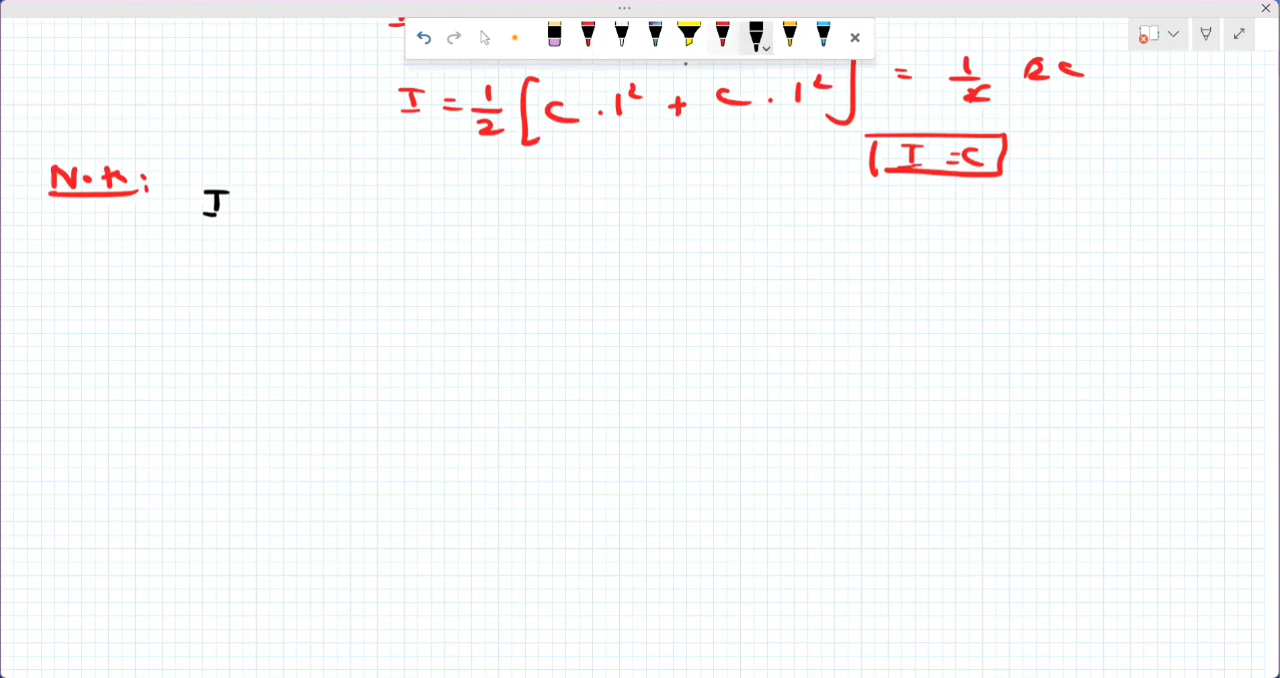 I = 1/2 [ C . 1² + C . 1² ] = 1/2 2C
I = C
Note:
I